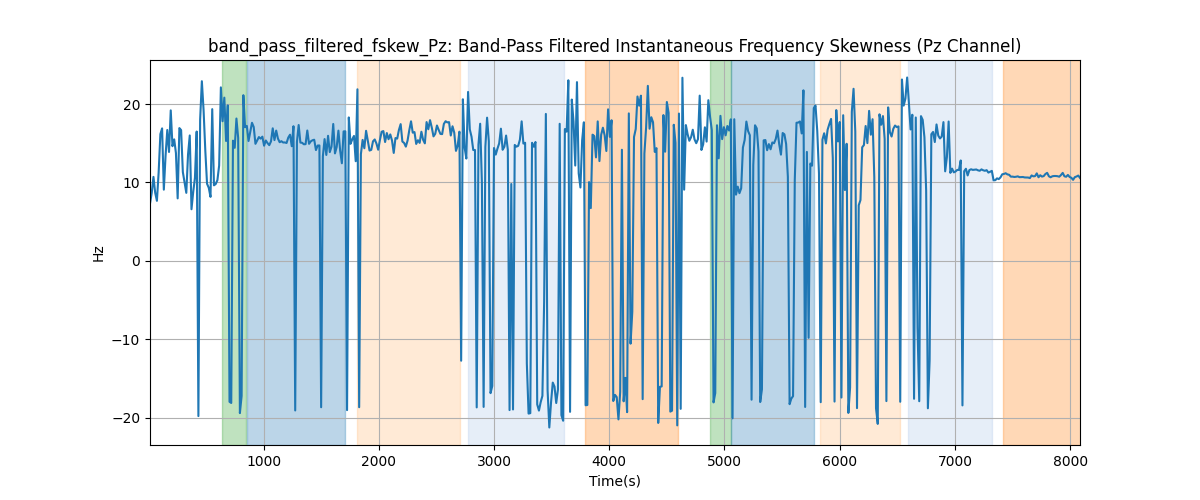 band_pass_filtered_fskew_Pz: Band-Pass Filtered Instantaneous Frequency Skewness (Pz Channel)
20
10
0
−10
−20
Hz
1000 2000 3000 4000 5000 6000 7000 8000
Time(s)